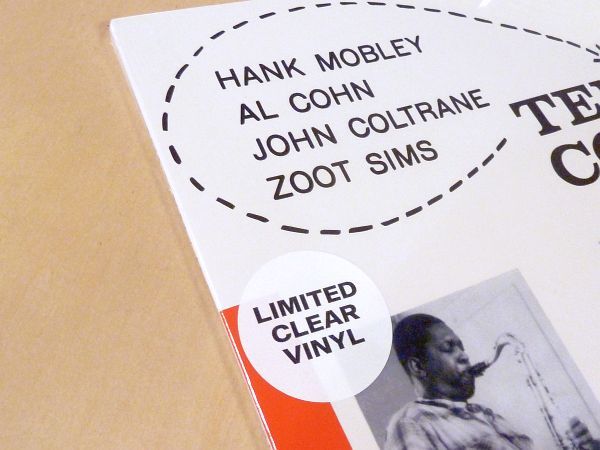 HANK MOBLEY
AL COHN
JOHN COLTRANE
ZOOT SIMS
LIMITED
CLEAR
VINYL